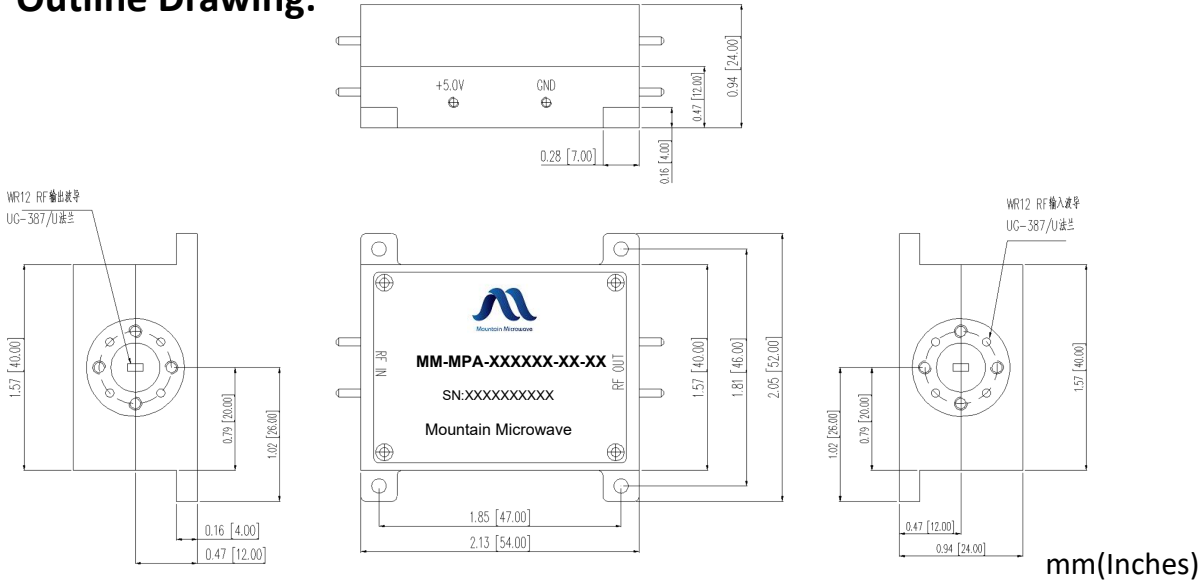 Outline Drawing:
+5.0V
GND
0.47 [12.00]
0.94 [24.00]
0.28 [7.00]
0.16 [4.00]
WR12 RF输出波导
UG-387/U法兰
WR12 RF输入波导
UG-387/U法兰
1.57 [40.00]
0.79 [20.00]
1.02 [26.00]
0.16 [4.00]
0.47 [12.00]
Mountain Microwave
RF IN
MM-MPA-XXXXXX-XX-XX
RF OUT
SN:XXXXXXXXXX
Mountain Microwave
1.57 [40.00]
1.81 [46.00]
2.05 [52.00]
1.85 [47.00]
2.13 [54.00]
1.02 [26.00]
0.79 [20.00]
1.57 [40.00]
0.47 [12.00]
0.94 [24.00]
mm(Inches)